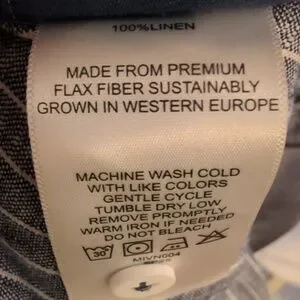 100%LINEN
MADE FROM PREMIUM
FLAX FIBER SUSTAINABLY
GROWN IN WESTERN EUROPE
MACHINE WASH COLD
WITH LIKE COLORS
GENTLE CYCLE
TUMBLE DRY LOW
REMOVE PROMPTLY
WARM IRON IF NEEDED
DO NOT BLEACH
30
MIVN004